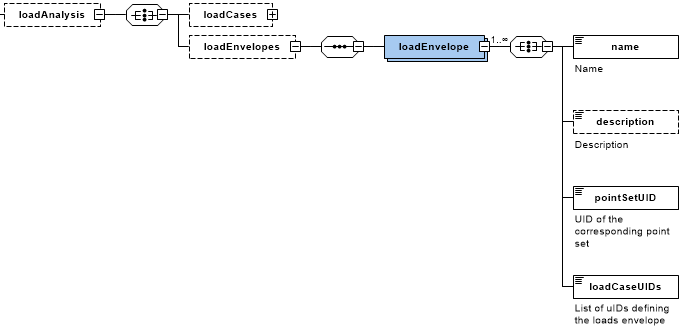 loadAnalysis
loadCases
loadEnvelopes
loadEnvelope
1..∞
name
Name
description
Description
pointSetUID
UID of the
corresponding point
set
loadCaseUIDs
List of uIDs defining
the loads envelope